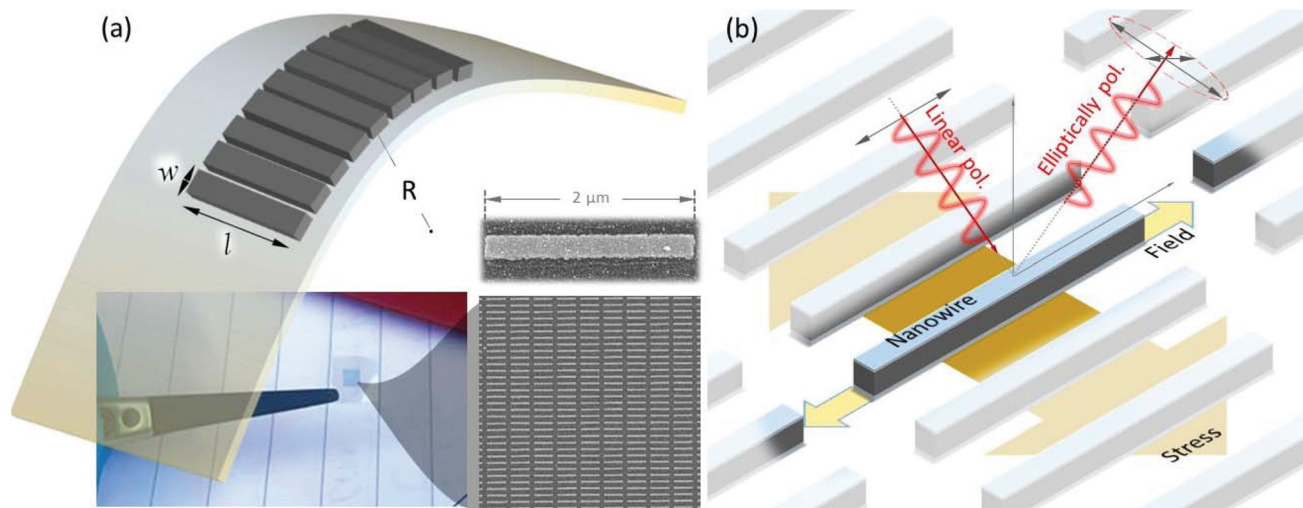 (a)
w
l
R
2 μm
(b)
Linear pol.
Elliptically pol.
Field
Nanowire
Stress